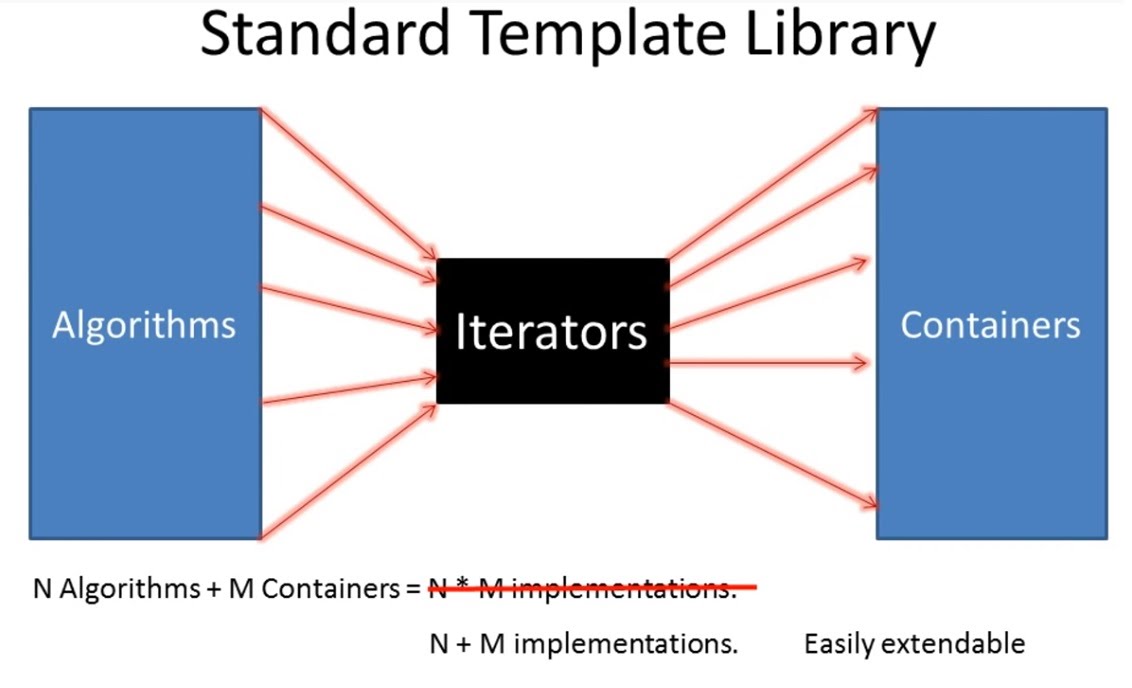 Standard Template Library
Algorithms
Iterators
Containers
N Algorithms + M Containers = N * M implementations.
N + M implementations.
Easily extendable